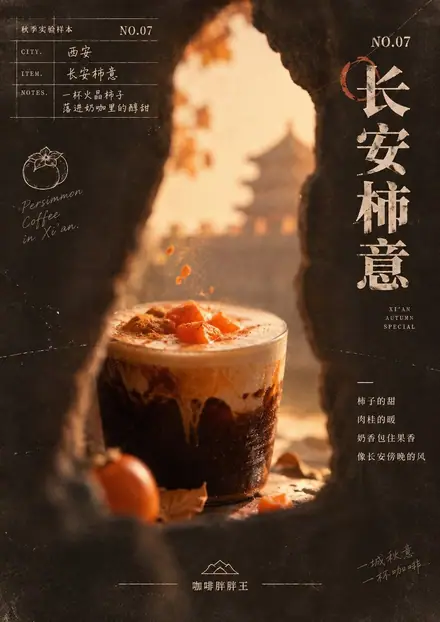 秋季实验样本 NO.07
CITY. 西安
ITEM. 长安柿意
NOTES. 一杯火晶柿子
落进奶咖里的醇甜
Persimmon
Coffee
in Xi'an.
NO.07
长安柿意
XI'AN
AUTUMN
SPECIAL
柿子的甜
肉桂的暖
奶香包住果香
像长安傍晚的风
一城秋意
一杯咖啡
咖啡胖胖王